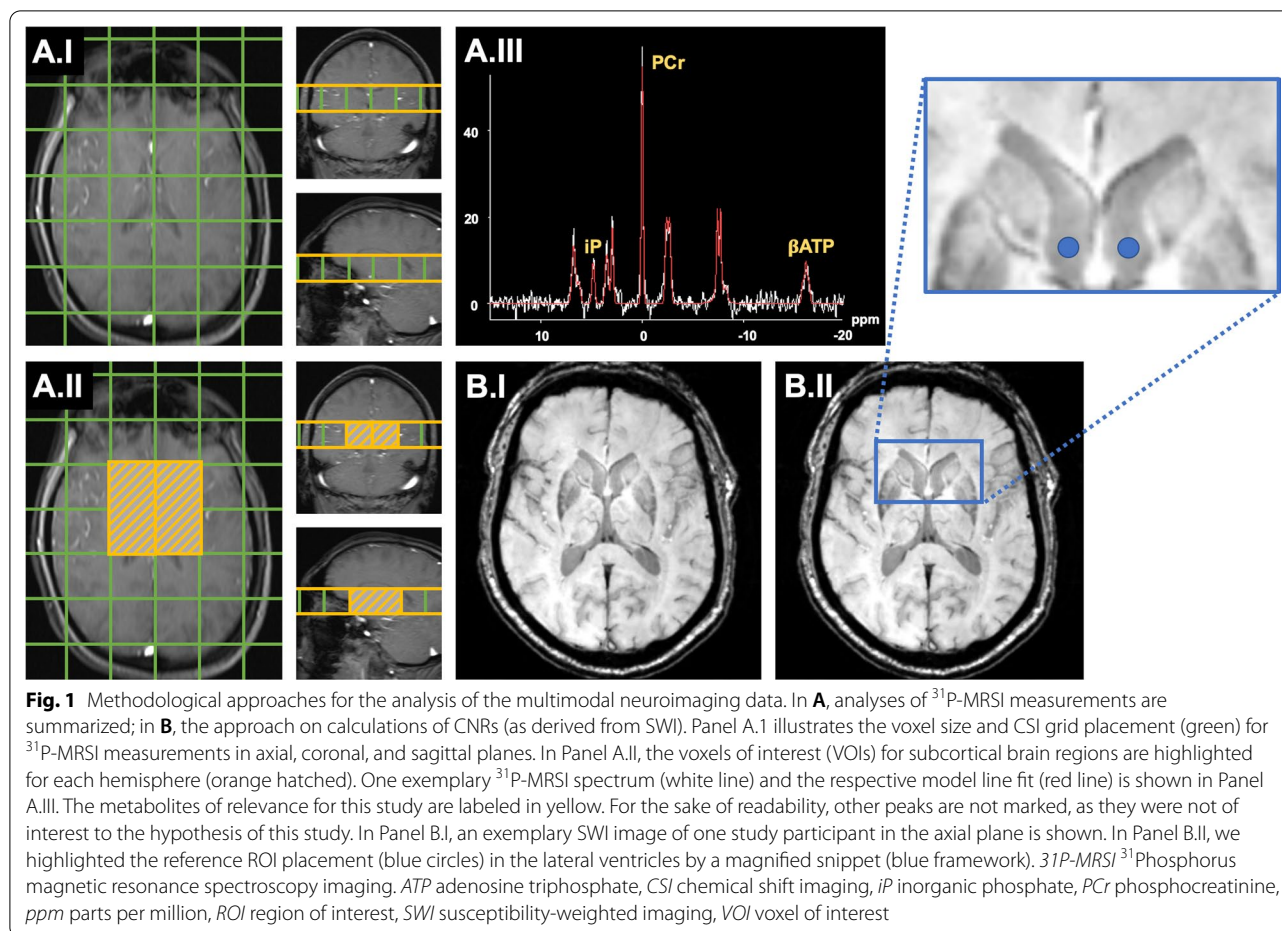 A.I
A.III
PCr
40
20
iP
βATP
0
ppm
10
0
-10
-20
A.II
B.I
B.II
Fig. 1 Methodological approaches for the analysis of the multimodal neuroimaging data. In A, analyses of ³¹P-MRSI measurements are
summarized; in B, the approach on calculations of CNRs (as derived from SWI). Panel A.1 illustrates the voxel size and CSI grid placement (green) for
³¹P-MRSI measurements in axial, coronal, and sagittal planes. In Panel A.II, the voxels of interest (VOIs) for subcortical brain regions are highlighted
for each hemisphere (orange hatched). One exemplary ³¹P-MRSI spectrum (white line) and the respective model line fit (red line) is shown in Panel
A.III. The metabolites of relevance for this study are labeled in yellow. For the sake of readability, other peaks are not marked, as they were not of
interest to the hypothesis of this study. In Panel B.I, an exemplary SWI image of one study participant in the axial plane is shown. In Panel B.II, we
highlighted the reference ROI placement (blue circles) in the lateral ventricles by a magnified snippet (blue framework). 31P-MRSI ³¹Phosphorus
magnetic resonance spectroscopy imaging. ATP adenosine triphosphate, CSI chemical shift imaging, iP inorganic phosphate, PCr phosphocreatinine,
ppm parts per million, ROI region of interest, SWI susceptibility-weighted imaging, VOI voxel of interest